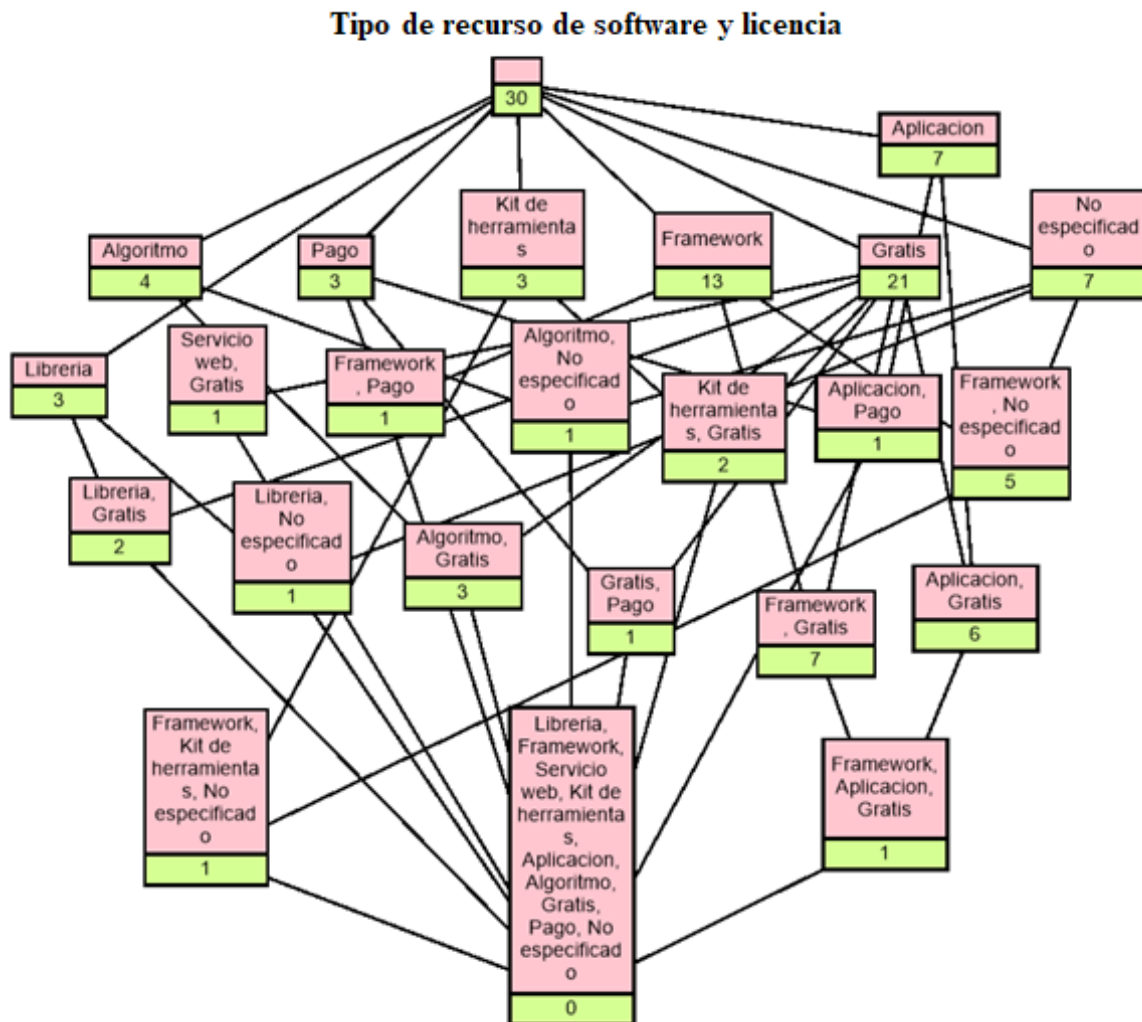 Tipo de recurso de software y licencia
30
Aplicacion
7
Algoritmo
4
Pago
3
Kit de
herramienta
s
3
Framework
13
Gratis
21
No
especificad
o
7
Libreria
3
Servicio
web,
Gratis
1
Framework
, Pago
1
Algoritmo,
No
especificad
o
1
Kit de
herramienta
s, Gratis
2
Aplicacion,
Pago
1
Framework
, No
especificad
o
5
Libreria,
Gratis
2
Libreria,
No
especificad
o
1
Algoritmo,
Gratis
3
Gratis,
Pago
1
Framework
, Gratis
7
Aplicacion,
Gratis
6
Framework,
Kit de
herramienta
s, No
especificad
o
1
Libreria,
Framework,
Servicio
web, Kit de
herramienta
s,
Aplicacion,
Algoritmo,
Gratis,
Pago, No
especificad
o
0
Framework,
Aplicacion,
Gratis
1